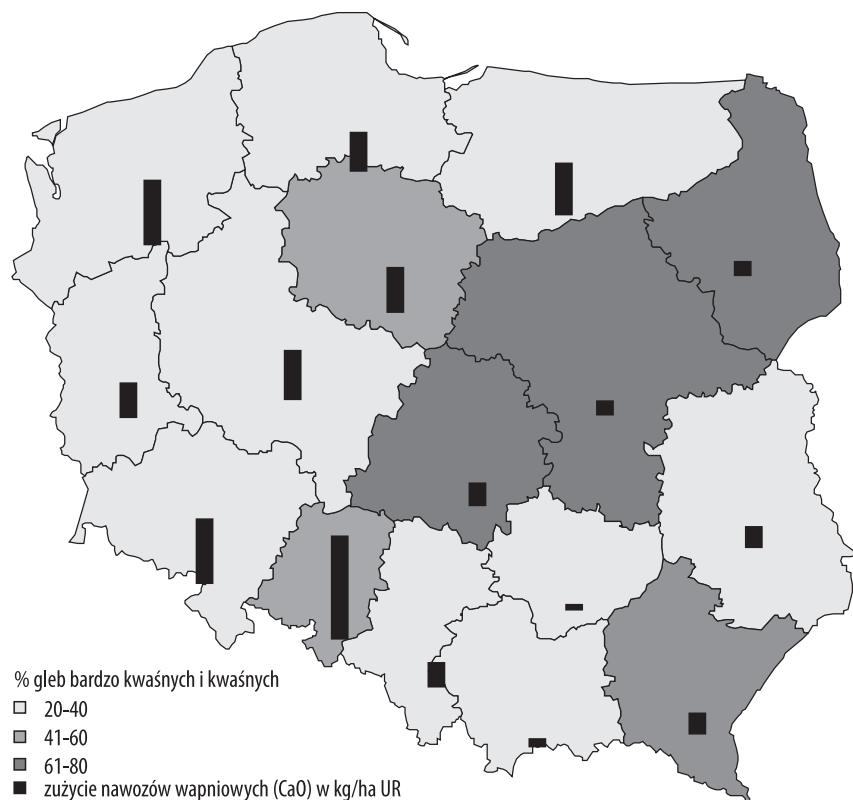 % gleb bardzo kwaśnych i kwaśnych
20-40
41-60
61-80
zużycie nawozów wapniowych (CaO) w kg/ha UR